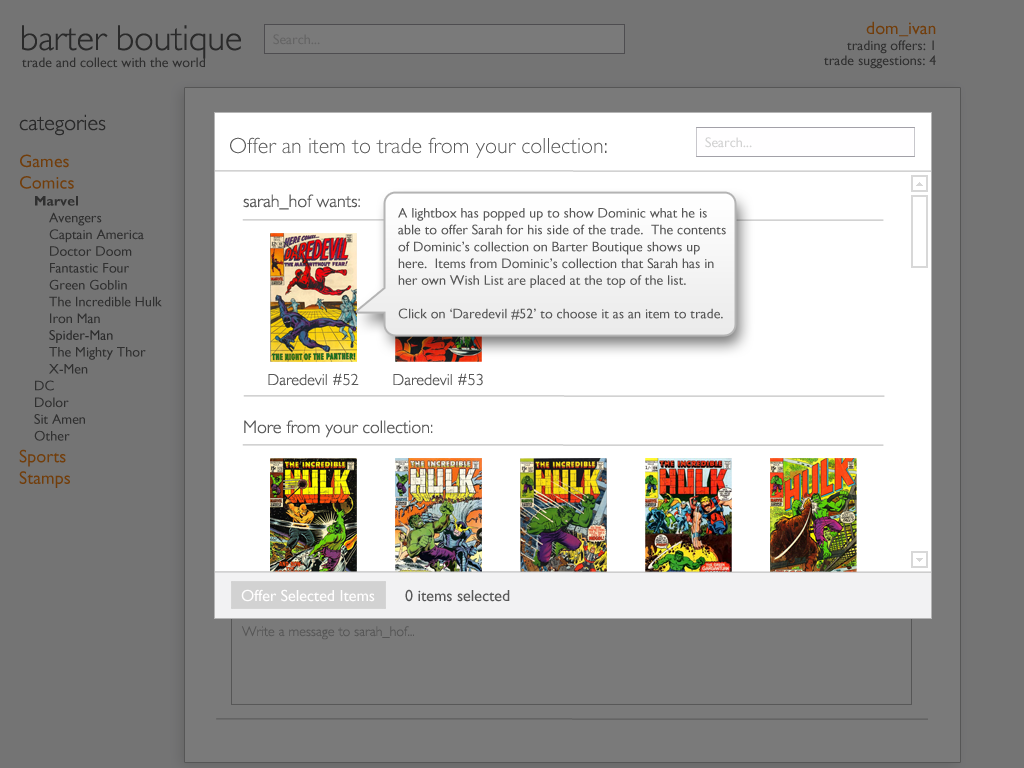 barter boutique
trade and collect with the world
Search...
dom_ivan
trading offers: 1
trade suggestions: 4
categories
Games
Comics
Marvel
Avengers
Captain America
Doctor Doom
Fantastic Four
Green Goblin
The Incredible Hulk
Iron Man
Spider-Man
The Mighty Thor
X-Men
DC
Dolor
Sit Amen
Other
Sports
Stamps
Offer an item to trade from your collection:
Search...
sarah_hof wants:
HERE COMES...
DAREDEVIL
THE MAN WITHOUT FEAR!
THE NIGHT OF THE PANTHER!
A lightbox has popped up to show Dominic what he is
able to offer Sarah for his side of the trade. The contents
of Dominic's collection on Barter Boutique shows up
here. Items from Dominic's collection that Sarah has in
her own Wish List are placed at the top of the list.
Click on 'Daredevil #52' to choose it as an item to trade.
Daredevil #52
Daredevil #53
More from your collection:
THE INCREDIBLE
HULK
THE INCREDIBLE
HULK
THE INCREDIBLE
HULK
THE INCREDIBLE
HULK
HULK
Offer Selected Items
0 items selected
Write a message to sarah_hof...